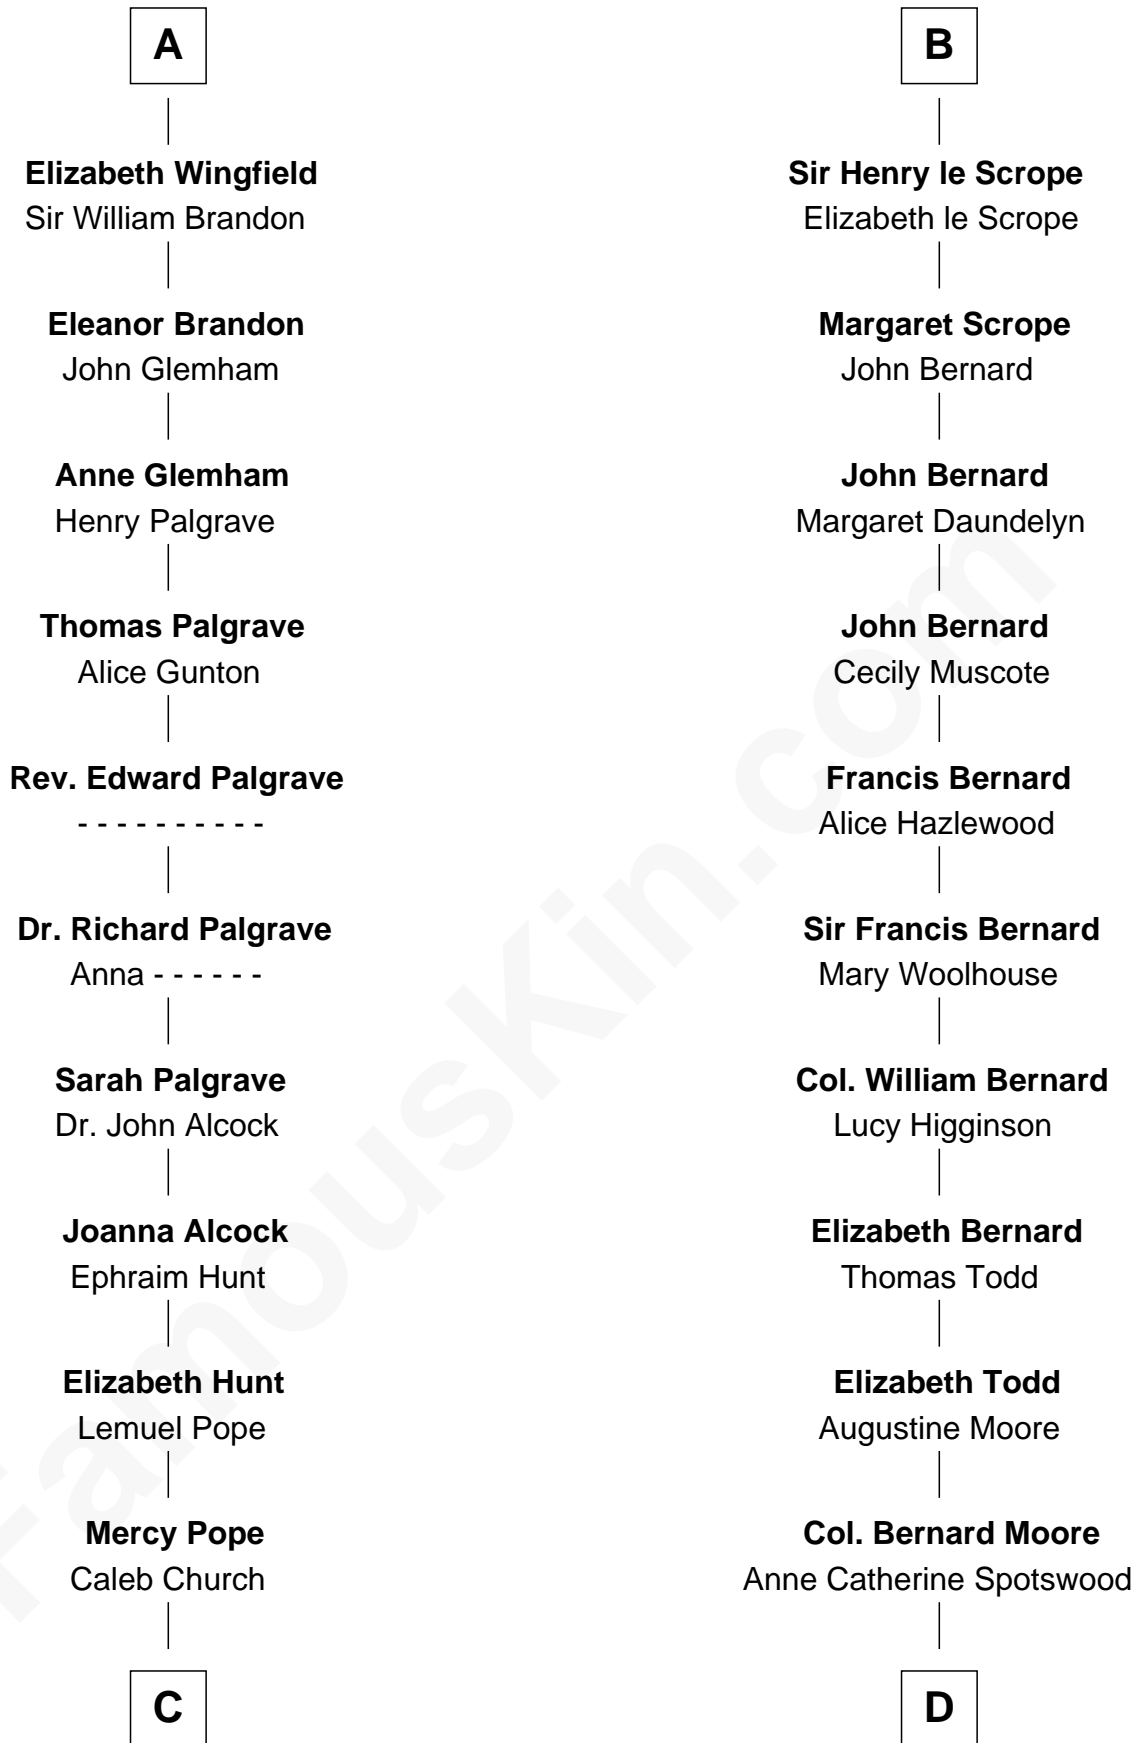 A
Elizabeth Wingfield
Sir William Brandon
Eleanor Brandon
John Glemham
Anne Glemham
Henry Palgrave
Thomas Palgrave
Alice Gunton
Rev. Edward Palgrave
- - - - - - - - - -
Dr. Richard Palgrave
Anna - - - - - -
Sarah Palgrave
Dr. John Alcock
Joanna Alcock
Ephraim Hunt
Elizabeth Hunt
Lemuel Pope
Mercy Pope
Caleb Church
C
B
Sir Henry le Scrope
Elizabeth le Scrope
Margaret Scrope
John Bernard
John Bernard
Margaret Daundelyn
John Bernard
Cecily Muscote
Francis Bernard
Alice Hazlewood
Sir Francis Bernard
Mary Woolhouse
Col. William Bernard
Lucy Higginson
Elizabeth Bernard
Thomas Todd
Elizabeth Todd
Augustine Moore
Col. Bernard Moore
Anne Catherine Spotswood
D
FamousKin.com